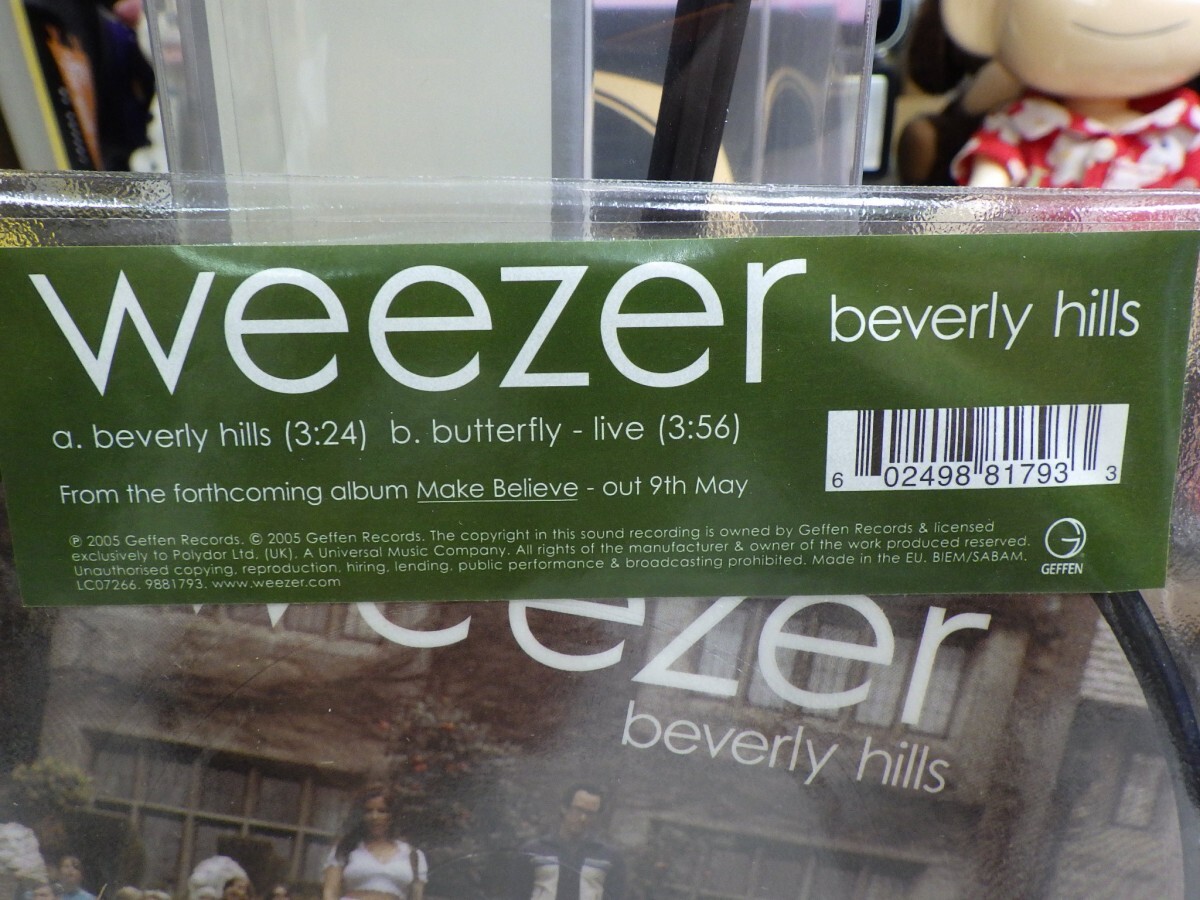 weezer beverly hills
a. beverly hills (3:24) b. butterfly - live (3:56)
From the forthcoming album Make Believe - out 9th May
6 02498 81793 3
℗ 2005 Geffen Records. © 2005 Geffen Records. The copyright in this sound recording is owned by Geffen Records & licensed
exclusively to Polydor Ltd. (UK). A Universal Music Company. All rights of the manufacturer & owner of the work produced reserved.
Unauthorised copying, reproduction, hiring, lending, public performance & broadcasting prohibited. Made in the EU. BIEM/SABAM.
LC07266. 9881793. www.weezer.com
GEFFEN
weezer
beverly hills